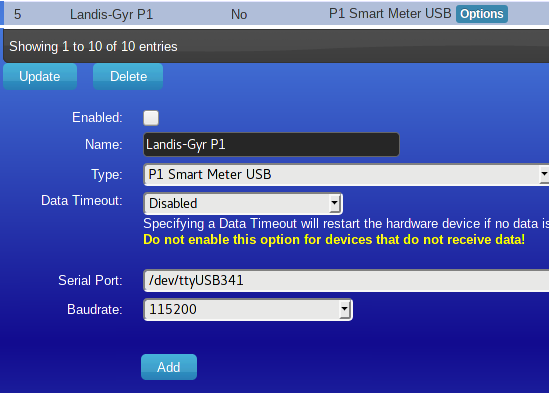 5 Landis-Gyr P1 No P1 Smart Meter USB Options
Showing 1 to 10 of 10 entries
Update Delete
Enabled:
Name: Landis-Gyr P1
Type: P1 Smart Meter USB
Data Timeout: Disabled
Specifying a Data Timeout will restart the hardware device if no data is
Do not enable this option for devices that do not receive data!
Serial Port: /dev/ttyUSB341
Baudrate: 115200
Add